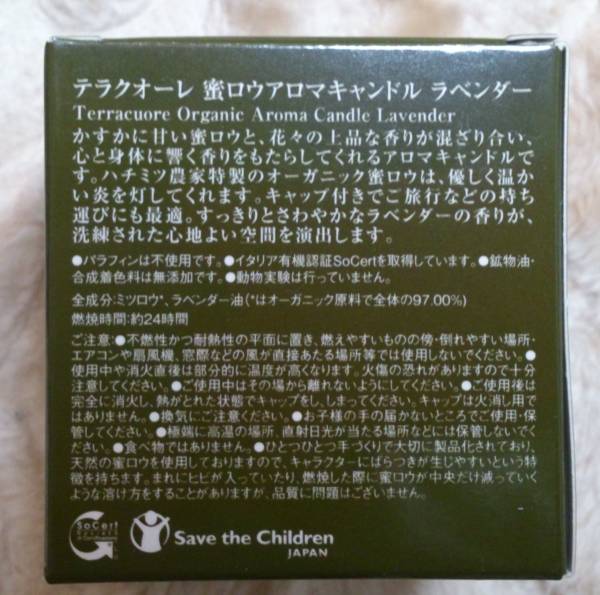 テラクオーレ 蜜ロウアロマキャンドル ラベンダー
Terracuore Organic Aroma Candle Lavender
かすかに甘い蜜ロウと、花々の上品な香りが混ざり合い、
心と身体に響く香りをもたらしてくれるアロマキャンドルで
す。ハチミツ農家特製のオーガニック蜜ロウは、優しく温か
い炎を灯してくれます。キャップ付きでご旅行などの持ち
運びにも最適。すっきりとさわやかなラベンダーの香りが、
洗練された心地よい空間を演出します。
●パラフィンは不使用です。●イタリア有機認証SoCertを取得しています。●鉱物油・
合成着色料は無添加です。●動物実験は行っていません。
全成分:ミツロウ*、ラベンダー油(*はオーガニック原料で全体の97.00%)
燃焼時間:約24時間
ご注意:●不燃性かつ耐熱性の平面に置き、燃えやすいものの傍・倒れやすい場所・
エアコンや扇風機、窓際などの風が直接あたる場所等では使用しないでください。●
使用中や消火直後は部分的に温度が高くなります。火傷の恐れがありますので十分
注意してください。●ご使用中はその場から離れないようにしてください。●ご使用後は
完全に消火し、熱がとれた状態でキャップをし、しまってください。キャップは火消し用で
はありません。●換気にご注意ください。●お子様の手の届かないところでご使用・保
管してください。●極端に高温の場所、直射日光が当たる場所などには保管しないでくだ
さい。●食べ物ではありません。●ひとつひとつ手づくりで大切に製品化されており、
天然の蜜ロウを使用しておりますので、キャラクターにばらつきが生じやすいという特
徴を持ちます。まれにヒビが入っていたり、燃焼した際に蜜ロウが中央だけ減っていく
ような溶け方をすることがありますが、品質に問題はございません。
SoCert
Save the Children
JAPAN